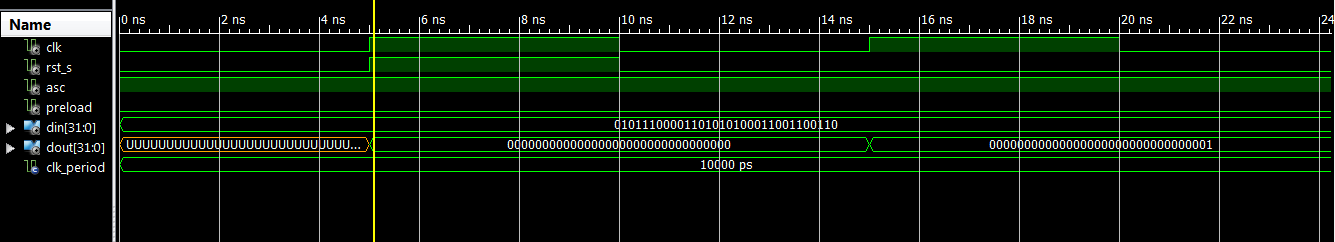 Name
0 ns 2 ns 4 ns 6 ns 8 ns 10 ns 12 ns 14 ns 16 ns 18 ns 20 ns 22 ns 24
clk
rst_s
asc
preload
din[31:0] 01011100001101010100011001100110
dout[31:0] UUUUUUUUUUUUUUUUUUUUUUUUUUUU... 00000000000000000000000000000000 00000000000000000000000000000001
clk_period 10000 ps